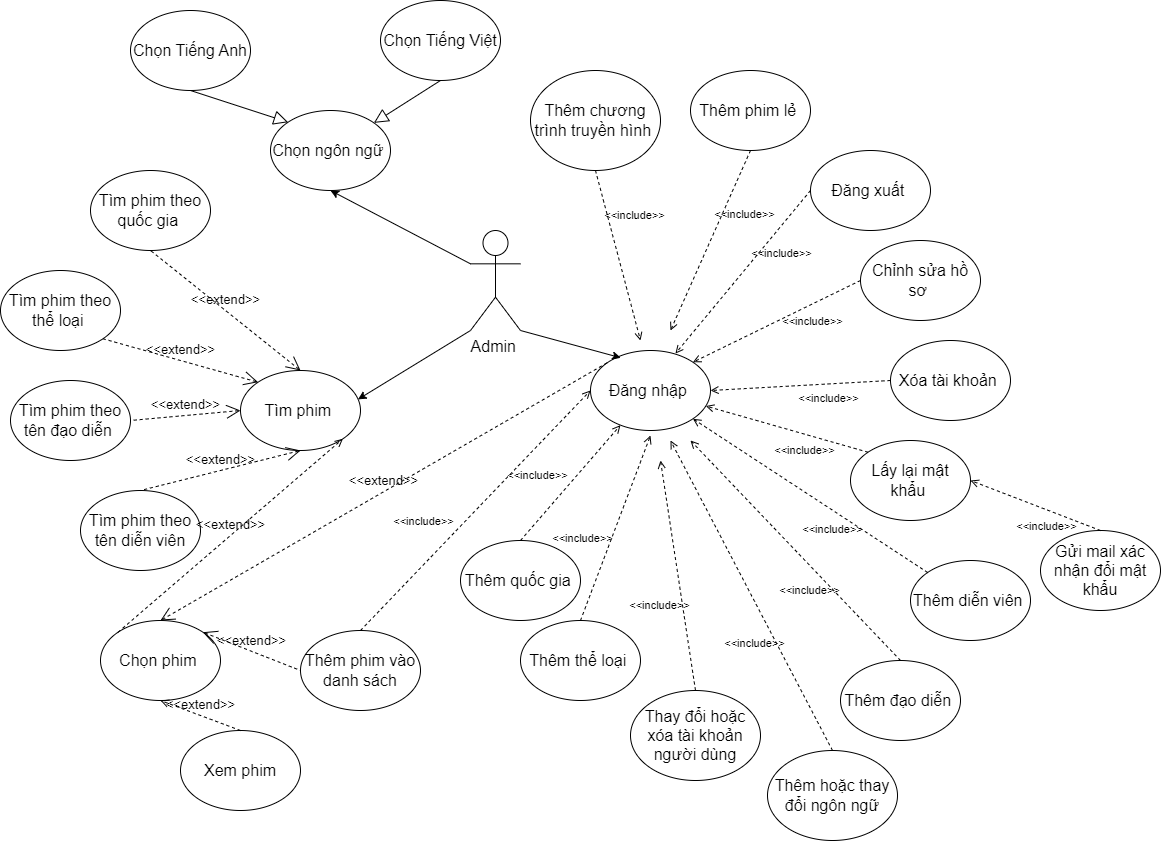 Chọn Tiếng Anh
Chọn Tiếng Việt
Chọn ngôn ngữ
Thêm chương
trình truyền hình
Thêm phim lẻ
Đăng xuất
Chỉnh sửa hồ
sơ
Xóa tài khoản
Lấy lại mật
khẩu
Gửi mail xác
nhận đổi mật
khẩu
Tìm phim theo
quốc gia
Tìm phim theo
thể loại
Tìm phim theo
tên đạo diễn
Tìm phim theo
tên diễn viên
Tìm phim
Admin
Đăng nhập
<<include>>
<<include>>
<<include>>
<<include>>
<<include>>
<<include>>
<<include>>
<<extend>>
<<extend>>
<<extend>>
<<extend>>
<<extend>>
<<extend>>
<<include>>
<<include>>
<<include>>
<<include>>
<<include>>
<<include>>
<<include>>
Thêm quốc gia
Thêm diễn viên
Chọn phim
<<extend>>
Thêm phim vào
danh sách
Thêm thể loại
Thêm đạo diễn
<<extend>>
Thay đổi hoặc
xóa tài khoản
người dùng
Xem phim
Thêm hoặc thay
đổi ngôn ngữ